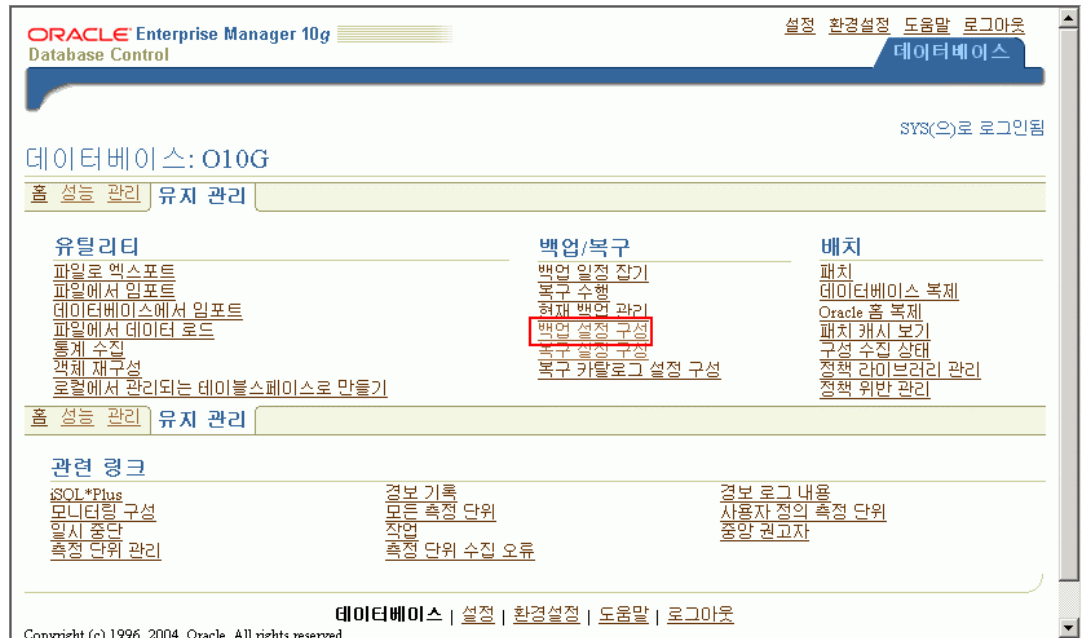 ORACLE Enterprise Manager 10g
Database Control
설정 환경설정 도움말 로그아웃
데이터베이스
SYS(으)로 로그인됨
데이터베이스: O10G
홈 성능 관리 유지 관리
유틸리티
파일로 엑스포트
파일에서 임포트
데이터베이스에서 임포트
파일에서 데이터 로드
통계 수집
객체 재구성
로컬에서 관리되는 테이블스페이스로 만들기
백업/복구
백업 일정 잡기
복구 수행
현재 백업 관리
백업 설정 구성
복구 설정 구성
복구 카탈로그 설정 구성
배치
패치
데이터베이스 복제
Oracle 홈 복제
패치 캐시 보기
구성 수집 상태
정책 라이브러리 관리
정책 위반 관리
홈 성능 관리 유지 관리
관련 링크
iSQL*Plus
모니터링 구성
일시 중단
측정 단위 관리
경보 기록
모든 측정 단위
작업
측정 단위 수집 오류
경보 로그 내용
사용자 정의 측정 단위
중앙 권고자
데이터베이스 | 설정 | 환경설정 | 도움말 | 로그아웃
Copyright (c) 1996, 2004, Oracle. All rights reserved.